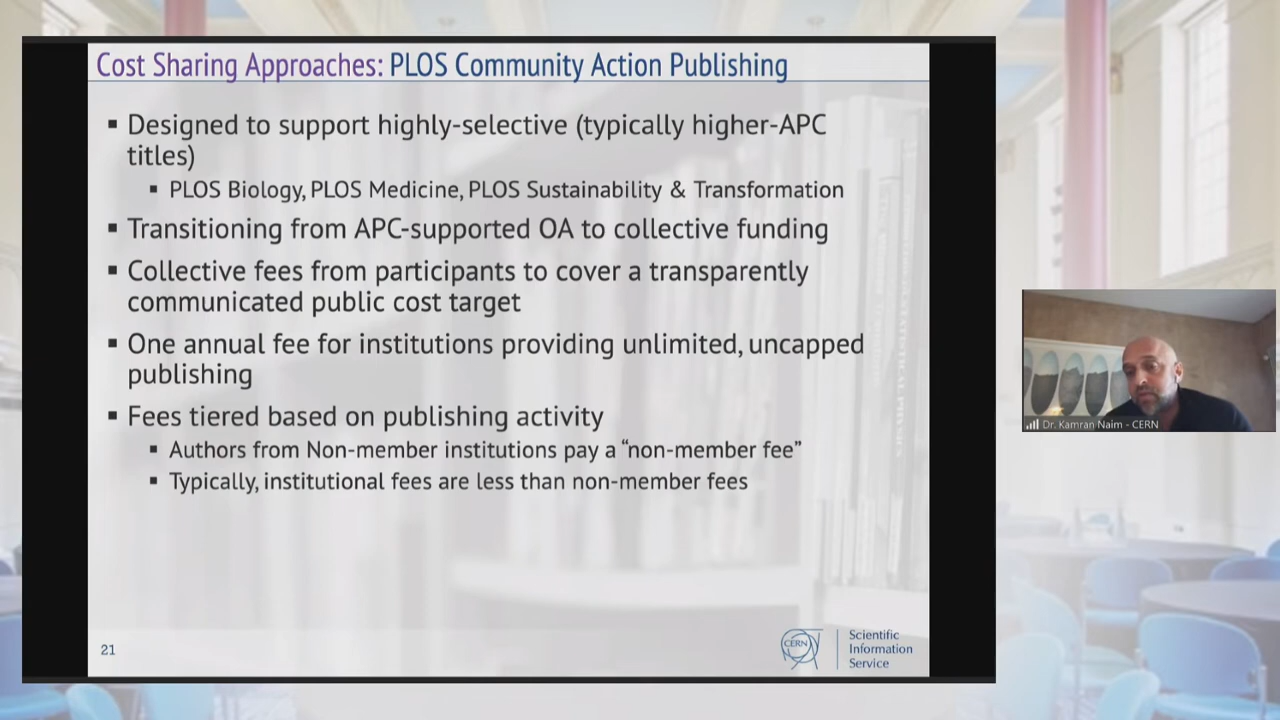 Cost Sharing Approaches: PLOS Community Action Publishing
▪ Designed to support highly-selective (typically higher-APC
titles)
▪ PLOS Biology, PLOS Medicine, PLOS Sustainability & Transformation
▪ Transitioning from APC-supported OA to collective funding
▪ Collective fees from participants to cover a transparently
communicated public cost target
▪ One annual fee for institutions providing unlimited, uncapped
publishing
▪ Fees tiered based on publishing activity
▪ Authors from Non-member institutions pay a “non-member fee”
▪ Typically, institutional fees are less than non-member fees
21
CERN
Scientific
Information
Service
Dr. Kamran Naim - CERN